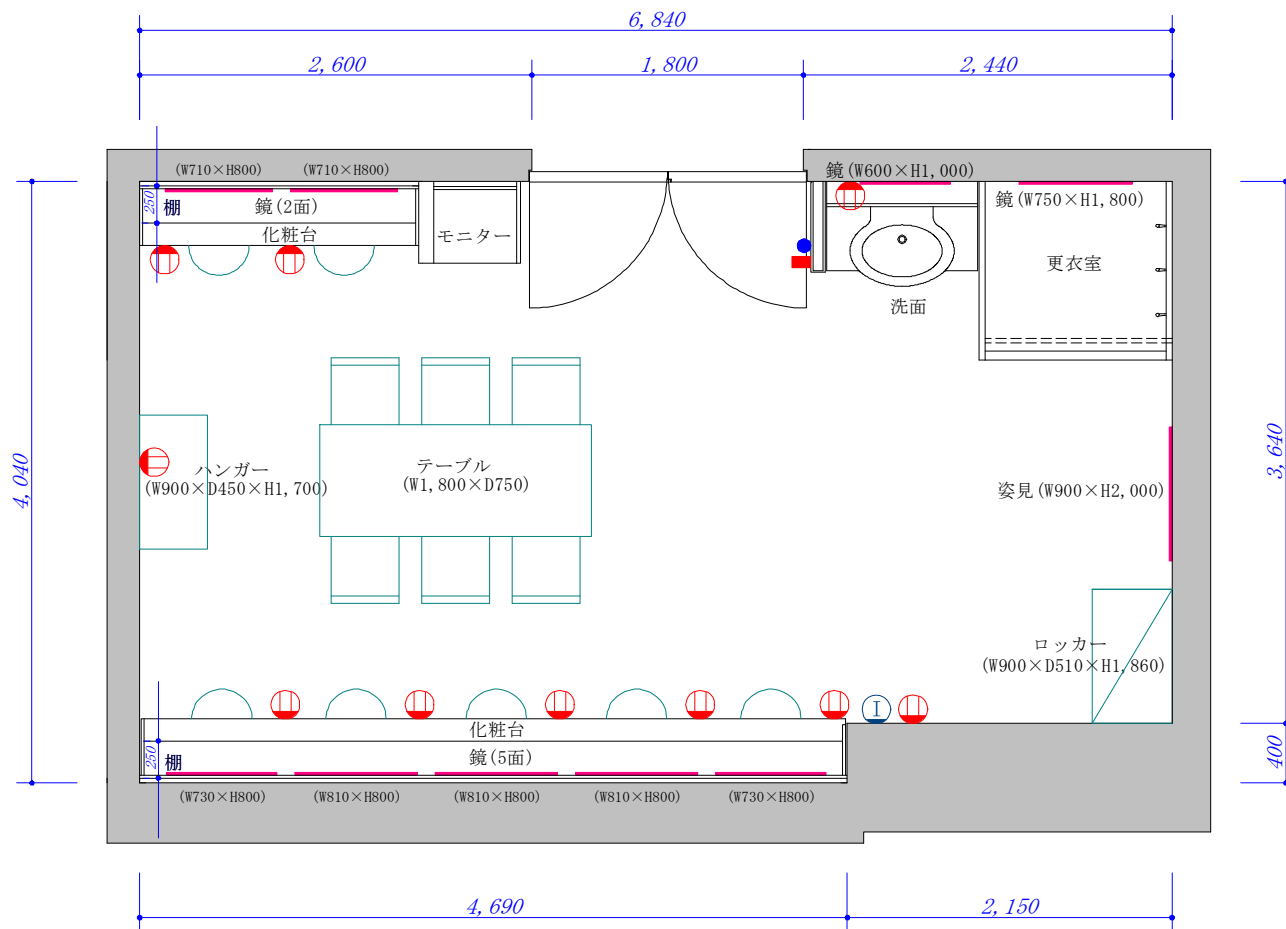 6,840
2,600
1,800
2,440
(W710×H800)
(W710×H800)
鏡(W600×H1,000)
鏡(W750×H1,800)
250
棚
鏡(2面)
化粧台
モニター
更衣室
洗面
4,040
3,640
ハンガー
(W900×D450×H1,700)
テーブル
(W1,800×D750)
姿見(W900×H2,000)
ロッカー
(W900×D510×H1,860)
I
化粧台
250
棚
鏡(5面)
400
(W730×H800)
(W810×H800)
(W810×H800)
(W810×H800)
(W730×H800)
4,690
2,150